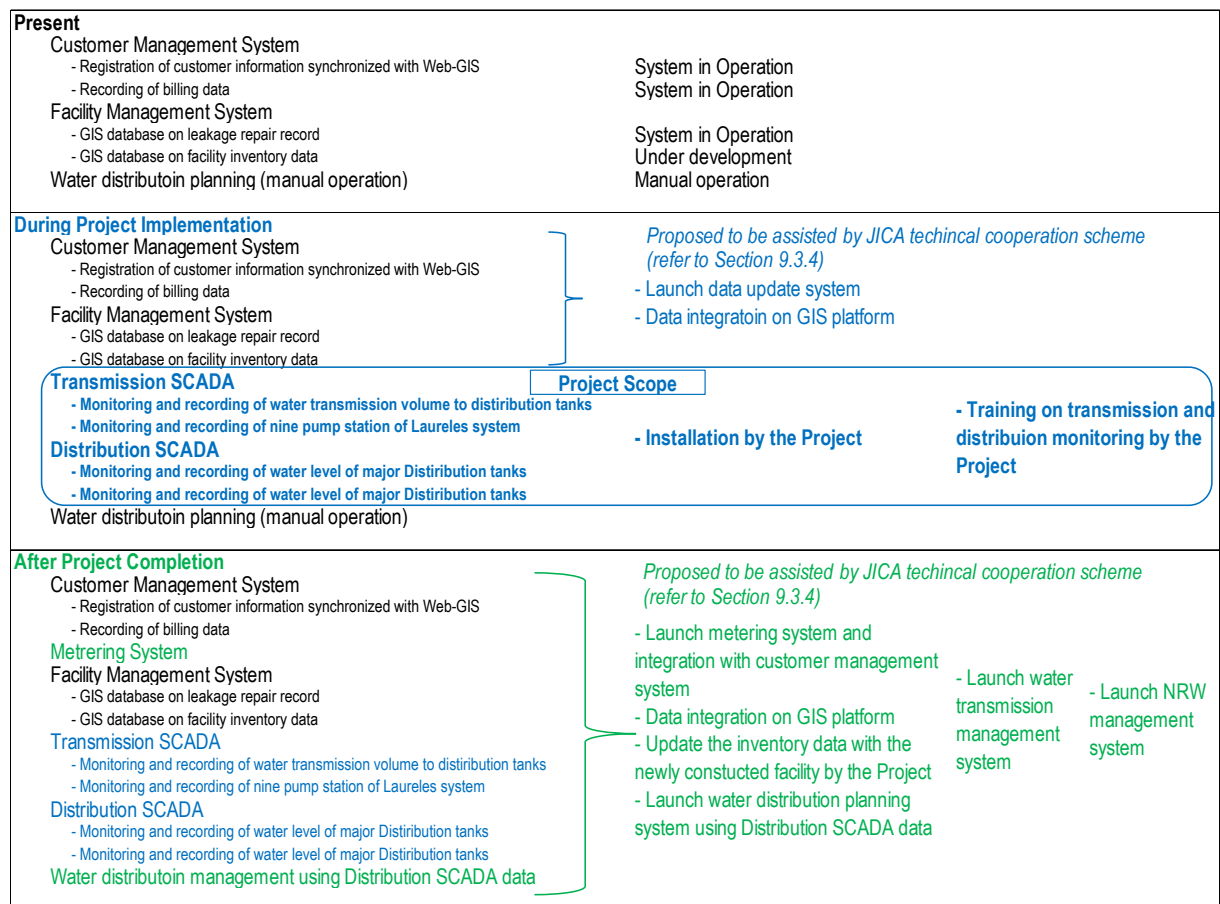 Present
Customer Management System
- Registration of customer information synchronized with Web-GIS
System in Operation
- Recording of billing data
System in Operation
Facility Management System
- GIS database on leakage repair record
System in Operation
- GIS database on facility inventory data
Under development
Water distributoin planning (manual operation)
Manual operation
During Project Implementation
Customer Management System
- Registration of customer information synchronized with Web-GIS
- Recording of billing data
Facility Management System
- GIS database on leakage repair record
- GIS database on facility inventory data
Proposed to be assisted by JICA techincal cooperation scheme
(refer to Section 9.3.4)
- Launch data update system
- Data integratoin on GIS platform
Project Scope
Transmission SCADA
- Monitoring and recording of water transmission volume to distiribution tanks
- Monitoring and recording of nine pump station of Laureles system
Distribution SCADA
- Monitoring and recording of water level of major Distiribution tanks
- Monitoring and recording of water level of major Distiribution tanks
- Installation by the Project
- Training on transmission and
distribuion monitoring by the
Project
Water distributoin planning (manual operation)
After Project Completion
Customer Management System
- Registration of customer information synchronized with Web-GIS
- Recording of billing data
Metrering System
Facility Management System
- GIS database on leakage repair record
- GIS database on facility inventory data
Transmission SCADA
- Monitoring and recording of water transmission volume to distribution tanks
- Monitoring and recording of nine pump station of Laureles system
Distribution SCADA
- Monitoring and recording of water level of major Distiribution tanks
- Monitoring and recording of water level of major Distiribution tanks
Water distributoin management using Distribution SCADA data
Proposed to be assisted by JICA techincal cooperation scheme
(refer to Section 9.3.4)
- Launch metering system and
integration with customer management
system
- Data integration on GIS platform
- Update the inventory data with the
newly constucted facility by the Project
- Launch water distribution planning
system using Distribution SCADA data
- Launch water
transmission
management
system
- Launch NRW
management
system